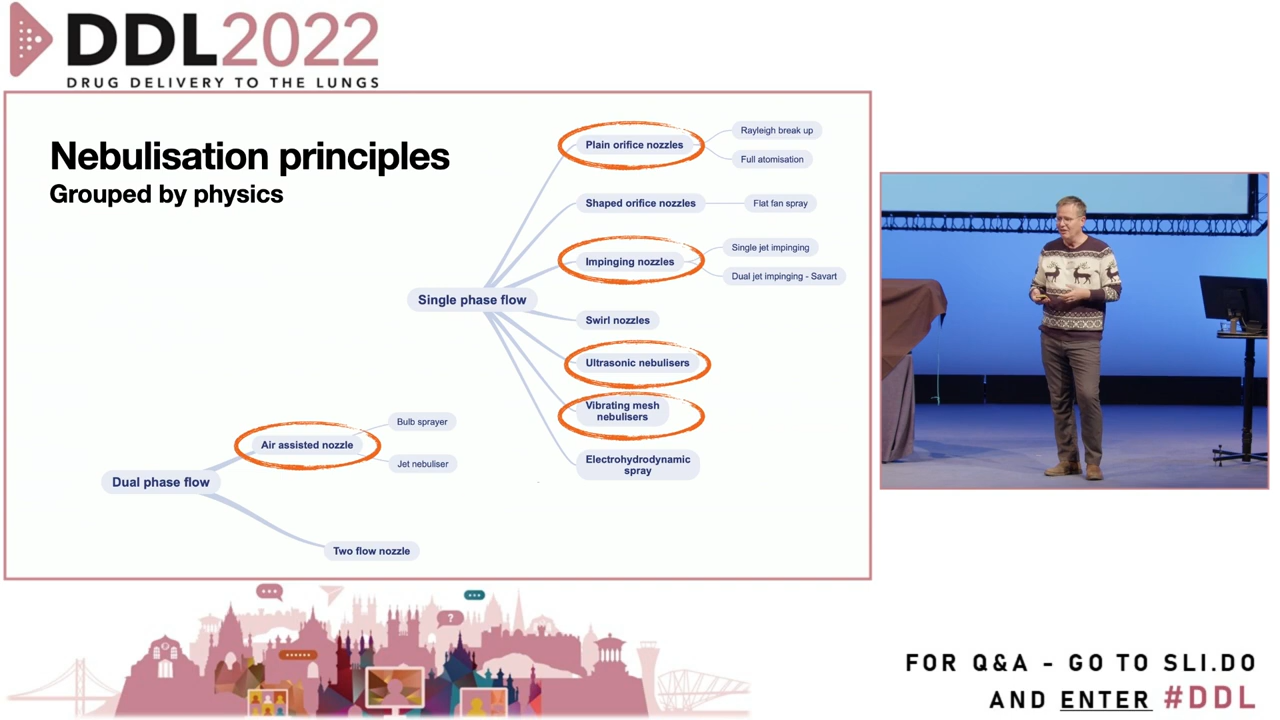 DDL2022
DRUG DELIVERY TO THE LUNGS
Nebulisation principles
Grouped by physics
Plain orifice nozzles
Rayleigh break up
Full atomisation
Shaped orifice nozzles
Flat fan spray
Impinging nozzles
Single jet impinging
Dual jet impinging - Savart
Single phase flow
Swirl nozzles
Ultrasonic nebulisers
Vibrating mesh
nebulisers
Electrohydrodynamic
spray
Bulb sprayer
Air assisted nozzle
Jet nebuliser
Dual phase flow
Two flow nozzle
?
FOR Q&A - GO TO SLI.DO
AND ENTER #DDL